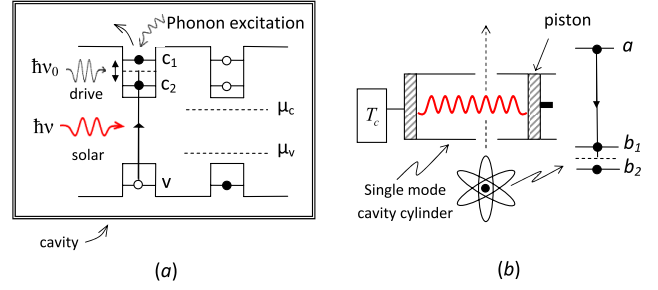 Phonon excitation
c₁
c₂
ħν₀
drive
ħν
solar
μc
μv
v
cavity
(a)
piston
Tc
Single mode
cavity cylinder
a
b₁
b₂
(b)